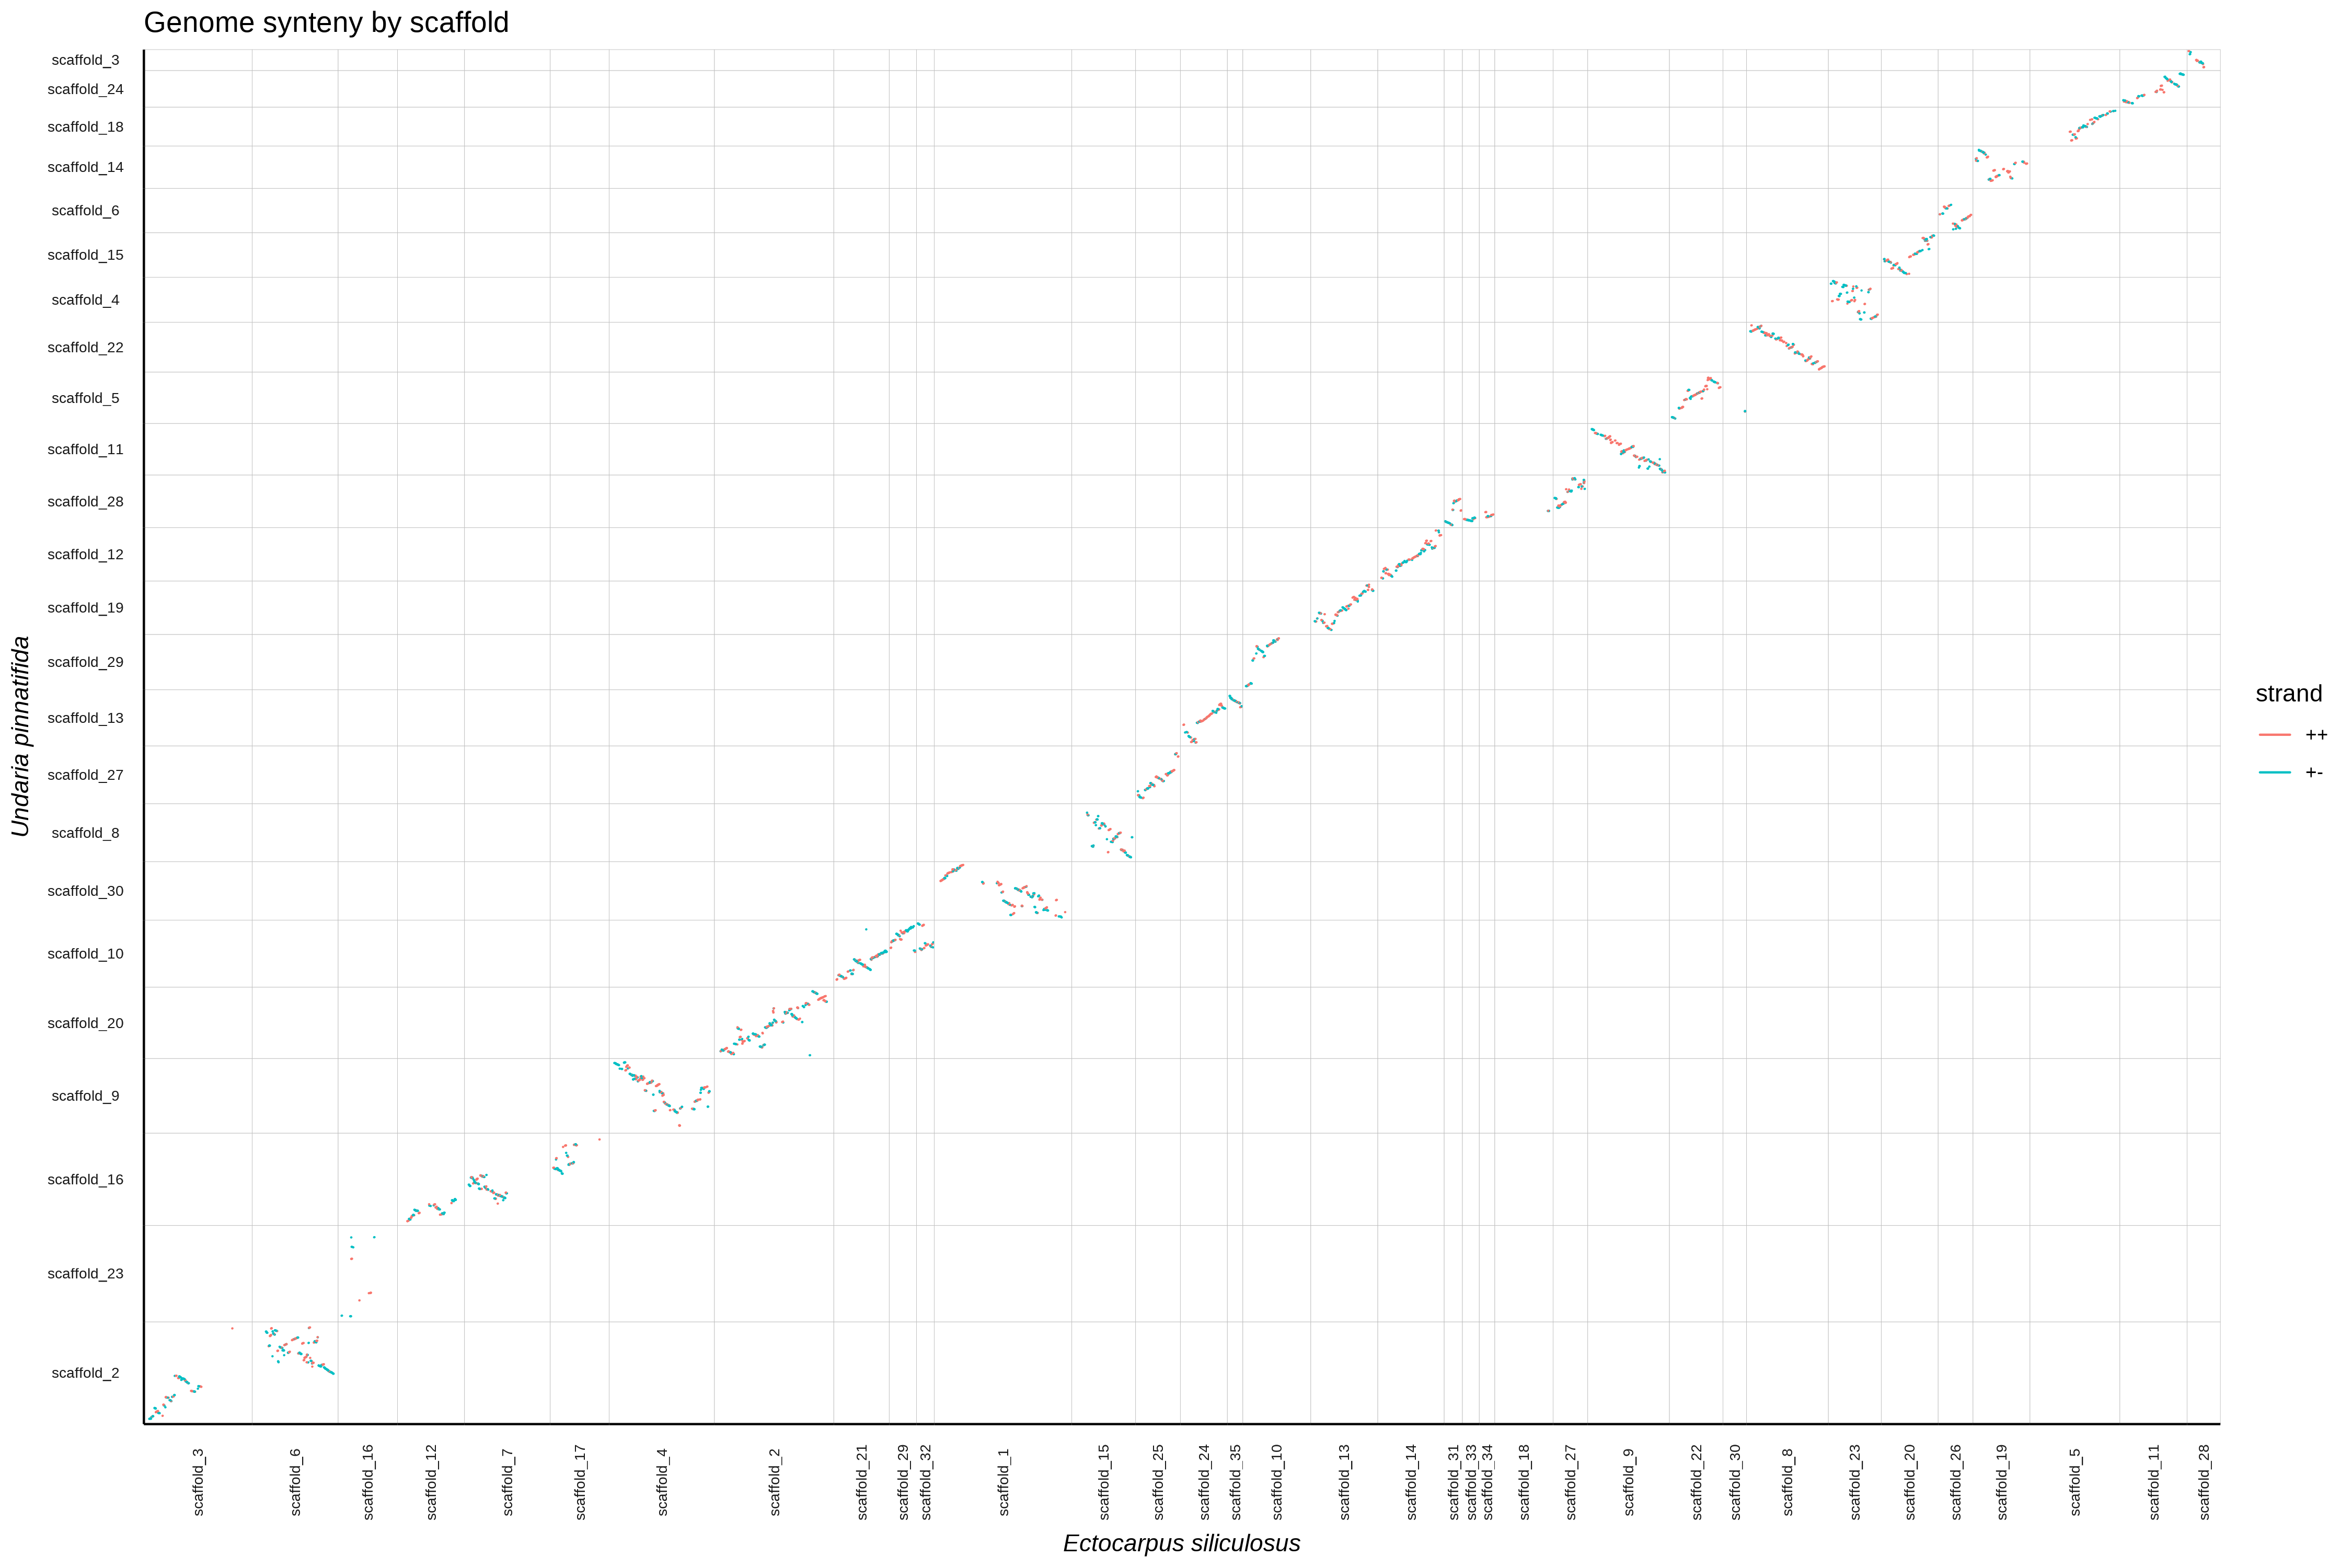 Genome synteny by scaffold
scaffold_3
scaffold_24
scaffold_18
scaffold_14
scaffold_6
scaffold_15
scaffold_4
scaffold_22
scaffold_5
scaffold_11
scaffold_28
scaffold_12
scaffold_19
scaffold_29
scaffold_13
scaffold_27
scaffold_8
scaffold_30
scaffold_10
scaffold_20
scaffold_9
scaffold_16
scaffold_23
scaffold_2
Undaria pinnatifida
scaffold_3
scaffold_6
scaffold_16
scaffold_12
scaffold_7
scaffold_17
scaffold_4
scaffold_2
scaffold_21
scaffold_29
scaffold_32
scaffold_1
scaffold_15
scaffold_25
scaffold_24
scaffold_35
scaffold_10
scaffold_13
scaffold_14
scaffold_31
scaffold_33
scaffold_34
scaffold_18
scaffold_27
scaffold_9
scaffold_22
scaffold_30
scaffold_8
scaffold_23
scaffold_20
scaffold_26
scaffold_19
scaffold_5
scaffold_11
scaffold_28
Ectocarpus siliculosus
strand
++
+-